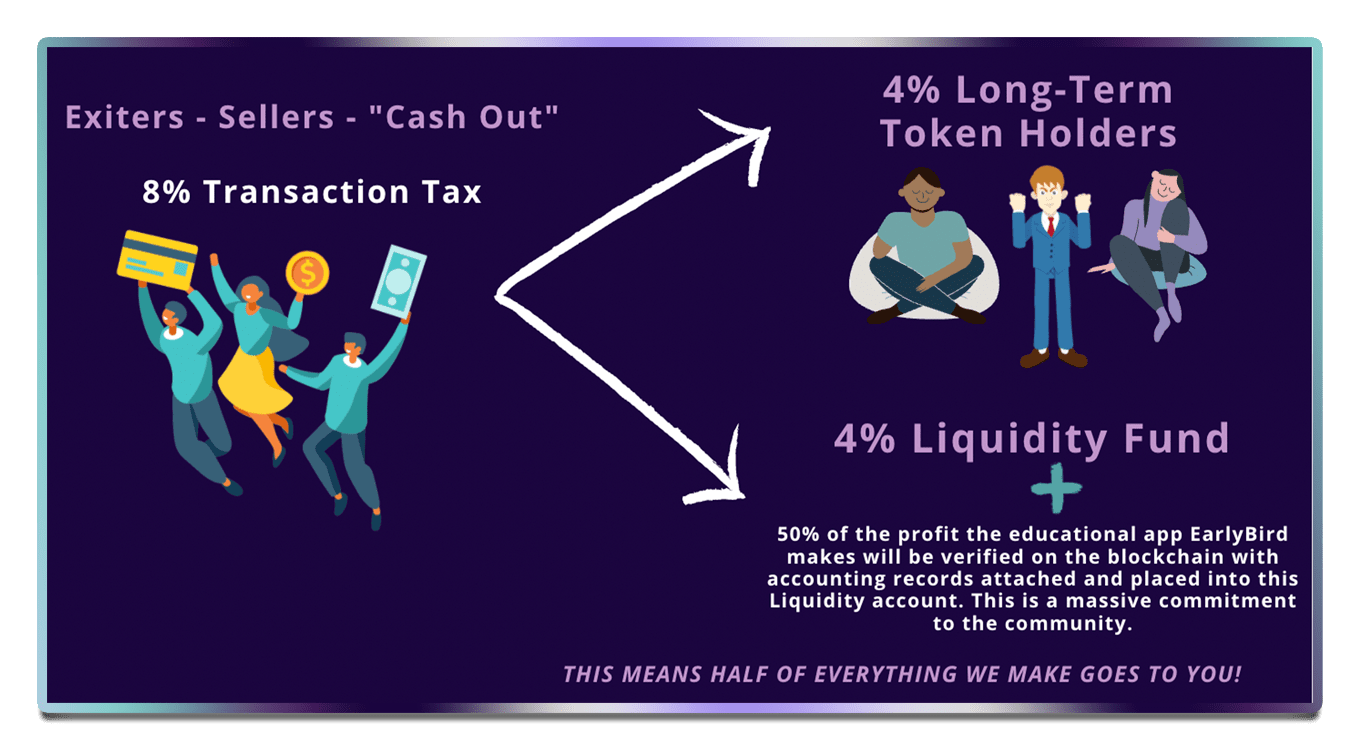 Exiters - Sellers - "Cash Out"
8% Transaction Tax
$
4% Long-Term
Token Holders
4% Liquidity Fund
50% of the profit the educational app EarlyBird
makes will be verified on the blockchain with
accounting records attached and placed into this
Liquidity account. This is a massive commitment
to the community.
THIS MEANS HALF OF EVERYTHING WE MAKE GOES TO YOU!